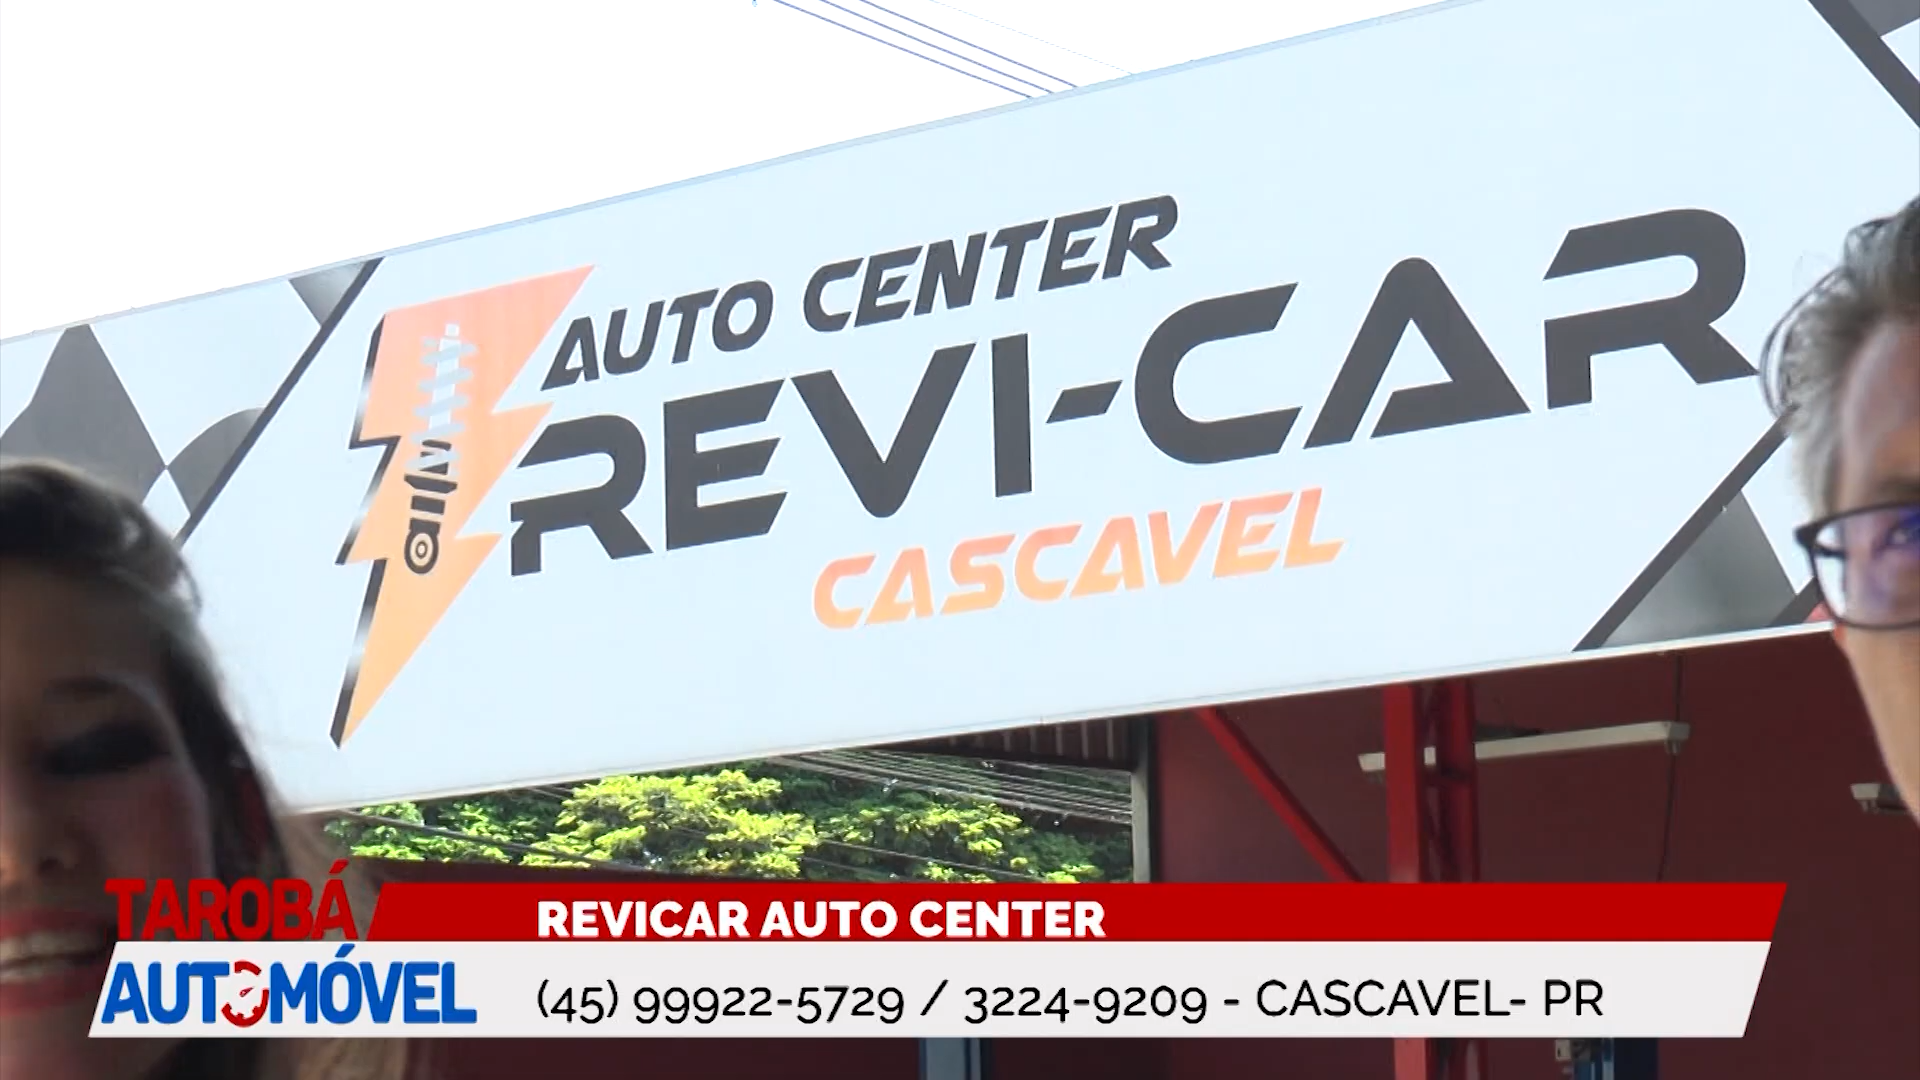 AUTO CENTER
REVI-CAR
CASCAVEL
TAROBÁ
AUTOMÓVEL
REVICAR AUTO CENTER
(45) 99922-5729 / 3224-9209 - CASCAVEL- PR